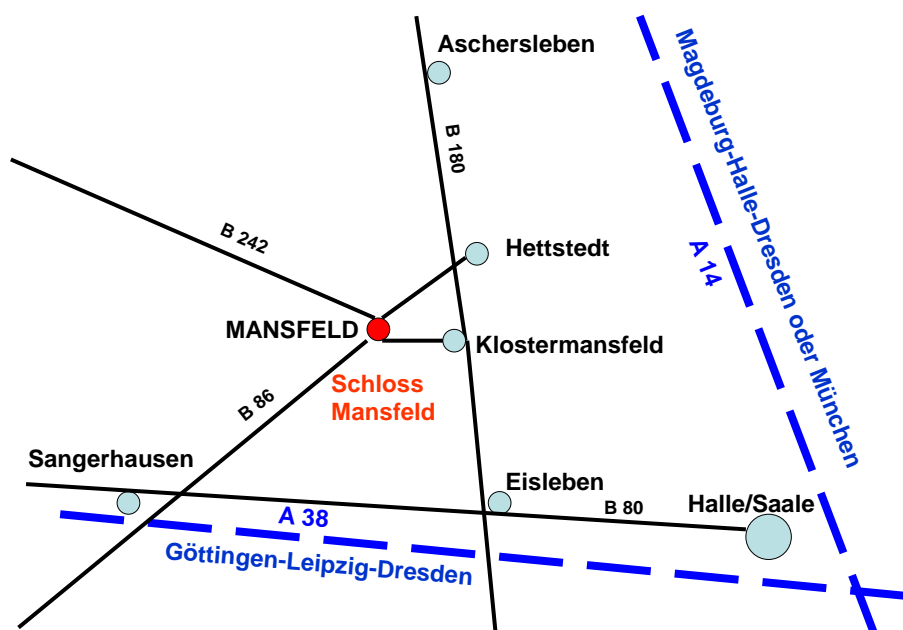 Aschersleben
Magdeburg-Halle-Dresden oder München
B 180
B 242
Hettstedt
A 14
MANSFELD
Klostermansfeld
Schloss
Mansfeld
B 86
Sangerhausen
Eisleben
Halle/Saale
B 80
A 38
Göttingen-Leipzig-Dresden